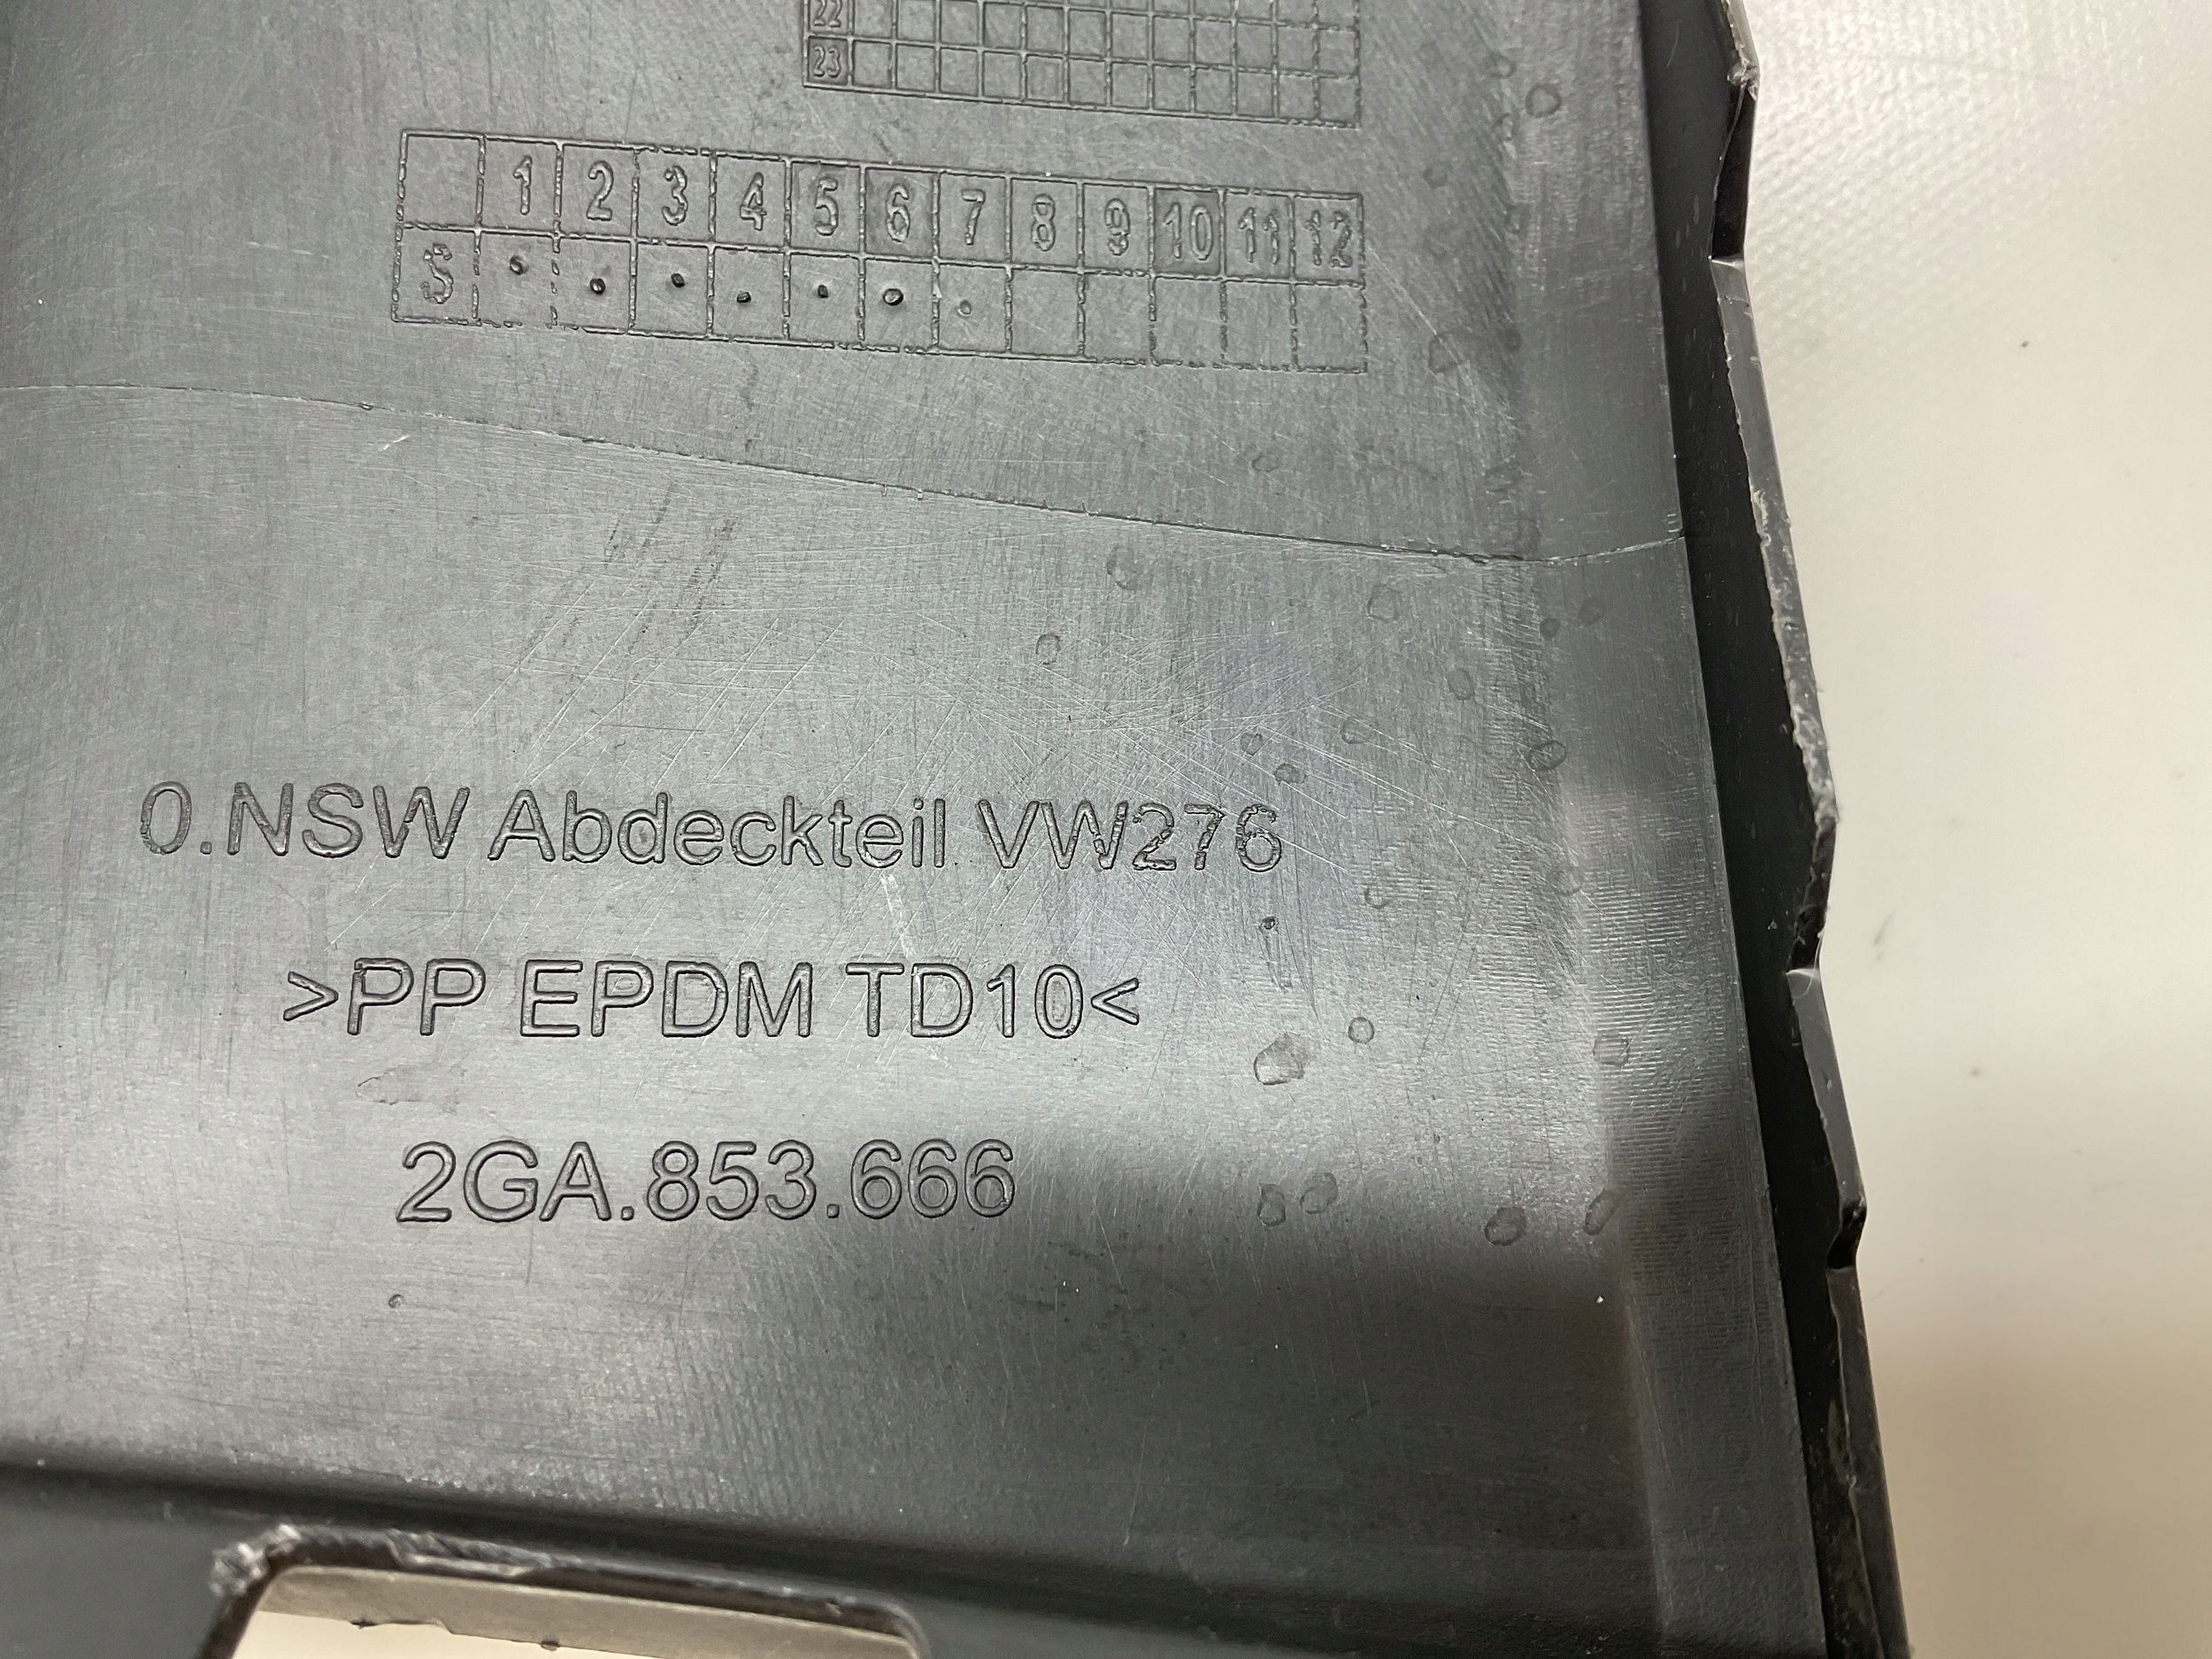 22
23
1 2 3 4 5 6 7 8 9 10 11 12
S
0.NSW Abdeckteil VW276
>PP EPDM TD10<
2GA.853.666